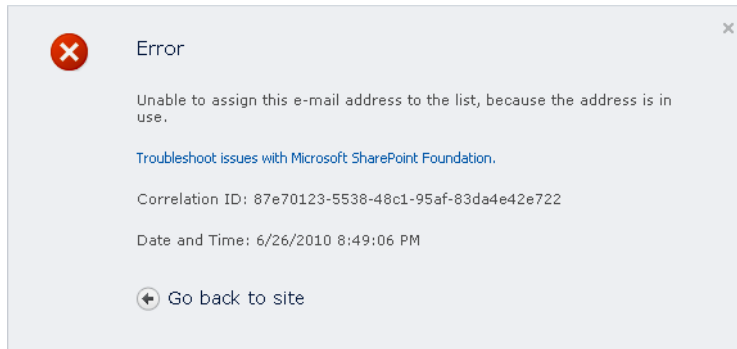 Error
Unable to assign this e-mail address to the list, because the address is in
use.
Troubleshoot issues with Microsoft SharePoint Foundation.
Correlation ID: 87e70123-5538-48c1-95af-83da4e42e722
Date and Time: 6/26/2010 8:49:06 PM
Go back to site